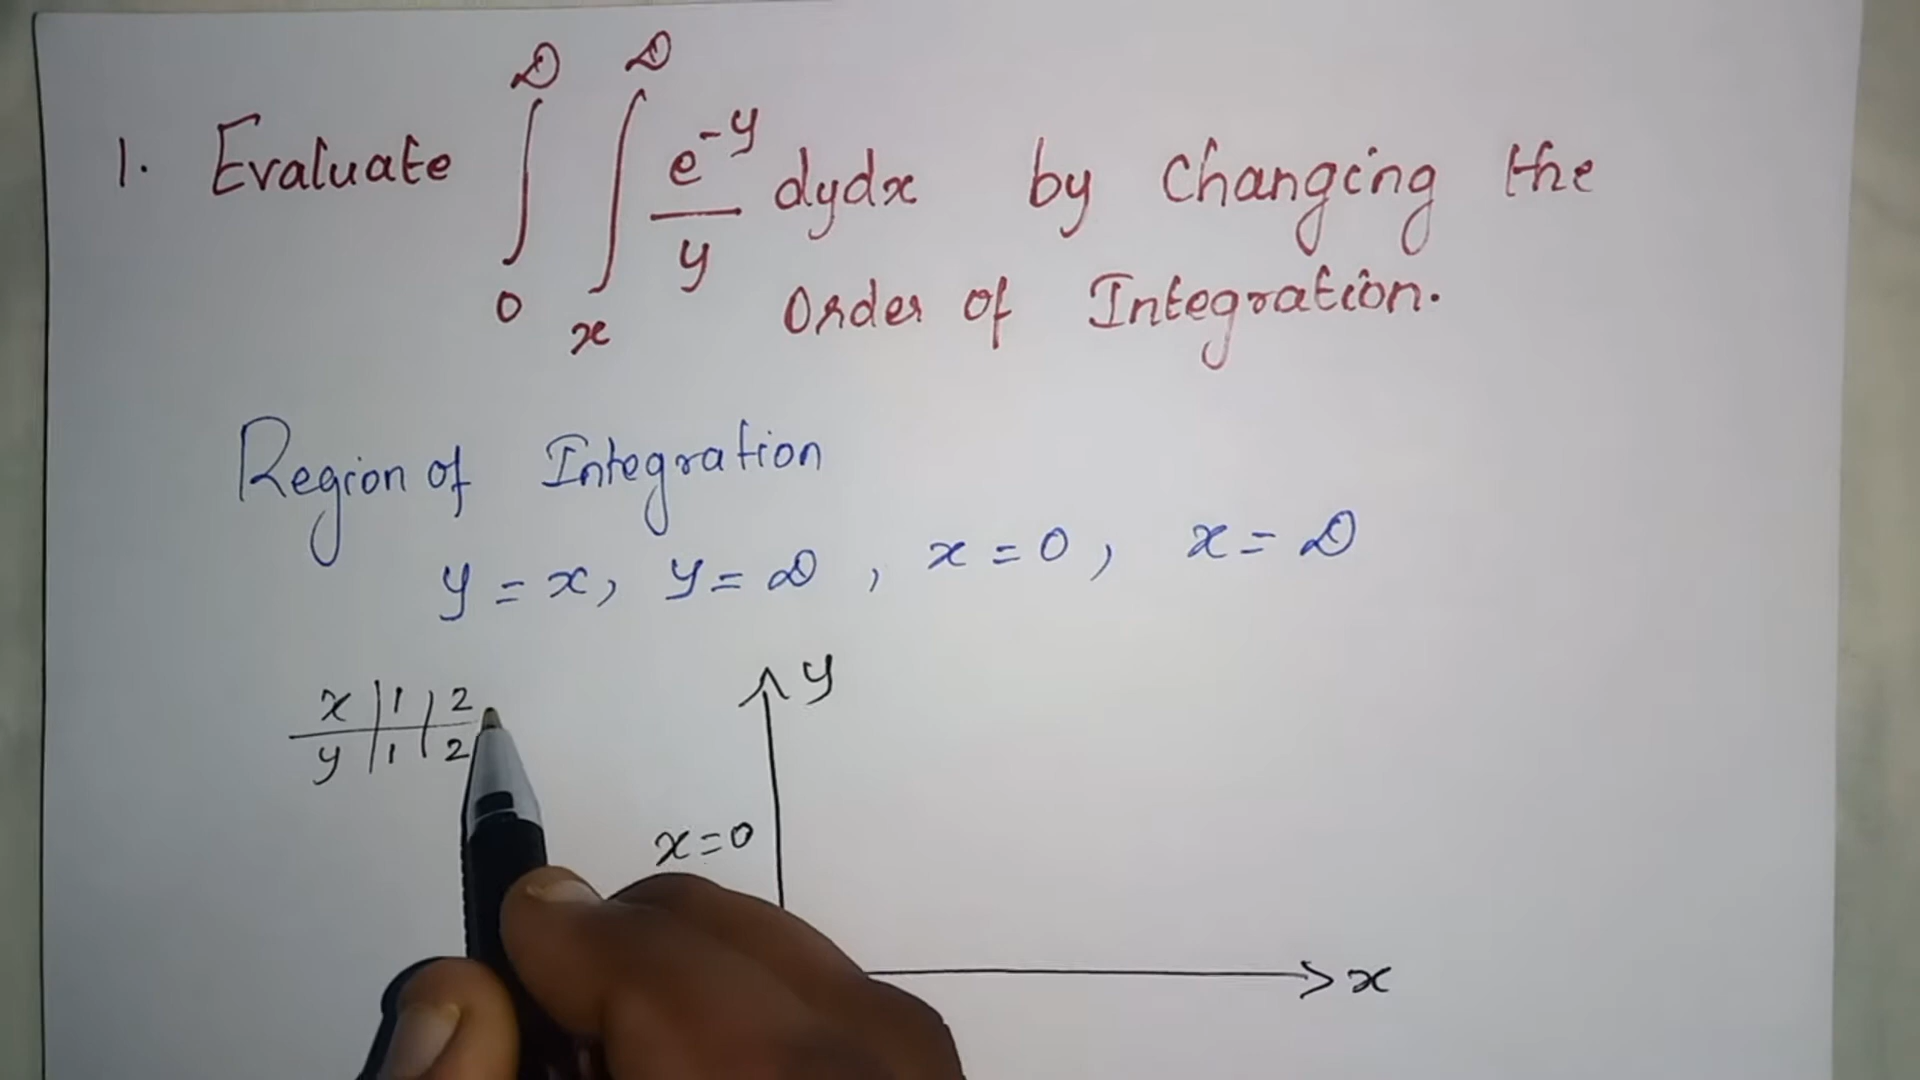 1. Evaluate ∫₀^∞ ∫ₓ^∞ e^-y / y dydx by changing the
Order of Integration.
Region of Integration
y = x, y = ∞, x = 0, x = ∞
x | 1 | 2
y | 1 | 2
y
x = 0
x